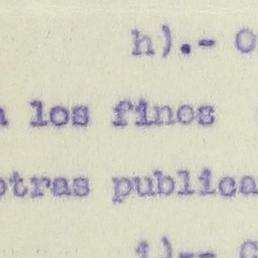 h).-
los fines
otras publica
i).-